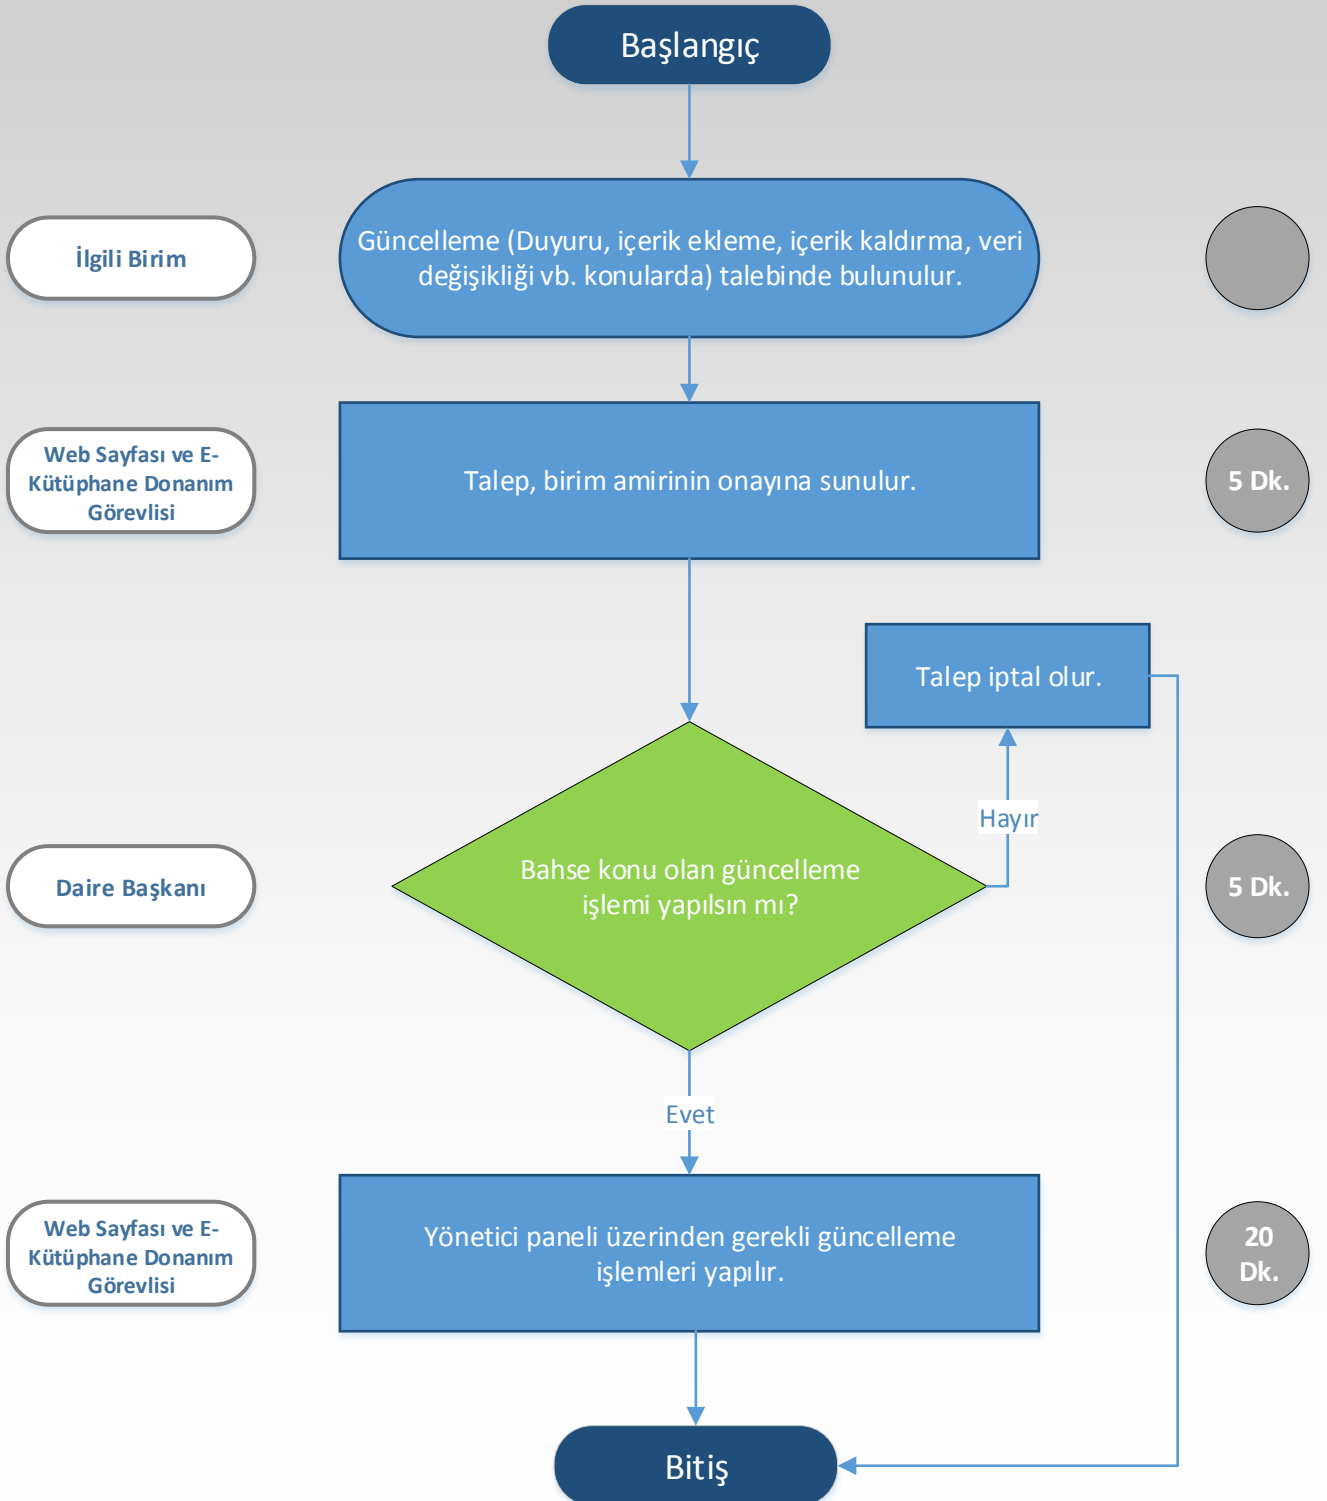 Başlangıç
İlgili Birim
Güncelleme (Duyuru, içerik ekleme, içerik kaldırma, veri
değişikliği vb. konularda) talebinde bulunulur.
Web Sayfası ve E-
Kütüphane Donanım
Görevlisi
Talep, birim amirinin onayına sunulur.
5 Dk.
Talep iptal olur.
Hayır
Daire Başkanı
Bahse konu olan güncelleme
işlemi yapılsın mı?
5 Dk.
Evet
Web Sayfası ve E-
Kütüphane Donanım
Görevlisi
Yönetici paneli üzerinden gerekli güncelleme
işlemleri yapılır.
20
Dk.
Bitiş